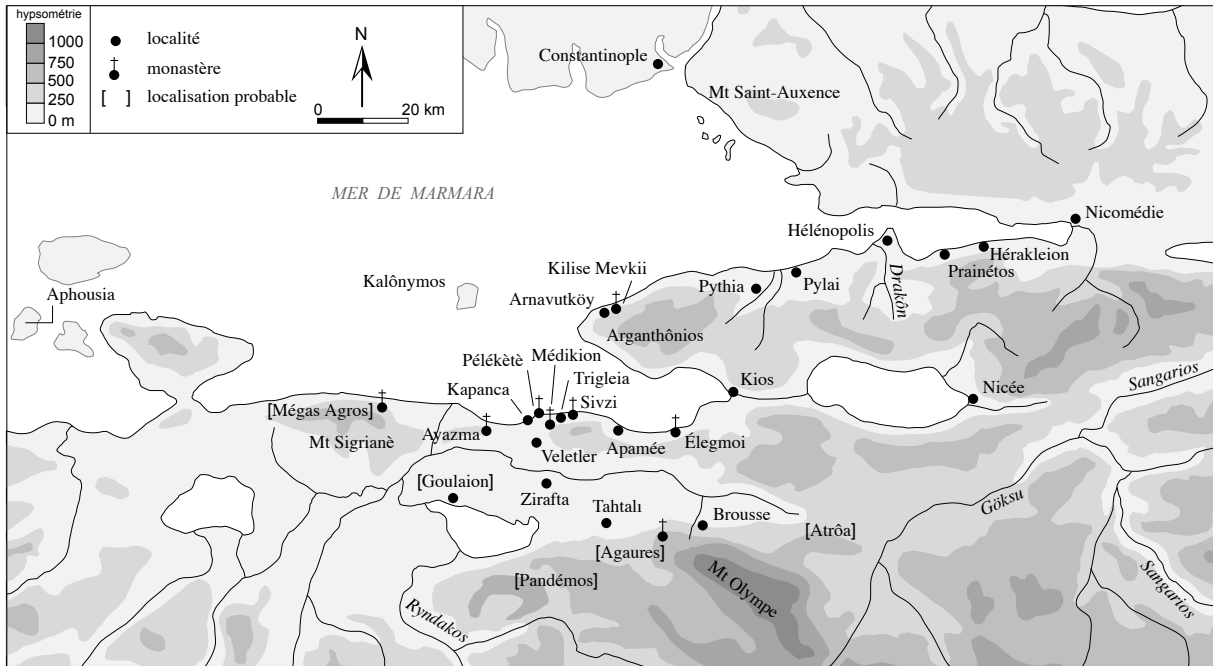 hypsométrie
1000
750
500
250
0 m
localité
monastère
[ ] localisation probable
N
0 20 km
Constantinople
Mt Saint-Auxence
MER DE MARMARA
Nicomédie
Hélénopolis
Hérakleion
Prainétos
Drakôn
Pylai
Pythia
Kilise Mevkii
Arnavutköy
Arganthônios
Kalônymos
Aphousia
Médikion
Pélékètè
Trigleia
Kapanca
Sivzi
Kios
Nicée
Sangarios
[Mégas Agros]
Mt Sigrianè
Ayazma
Veletler
Apamée
Élegmoi
[Goulaion]
Zirafta
Göksu
Tahtalı
Brousse
[Atrôa]
[Agaures]
[Pandémos]
Mt Olympe
Ryndakos
Sangarios